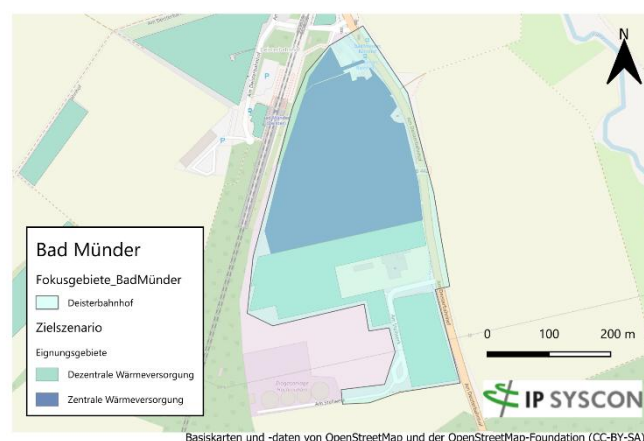 N
Bad Münder
Fokusgebiete_BadMünder
Deisterbahnhof
Zielszenario
Eignungsgebiete
Dezentrale Wärmeversorgung
Zentrale Wärmeversorgung
0 100 200 m
IP SYSCON
Basiskarten und -daten von OpenStreetMap und der OpenStreetMap-Foundation (CC-BY-SA)